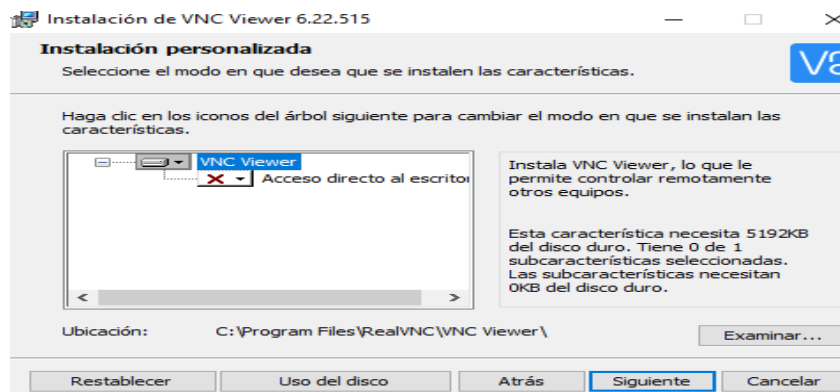 Instalación de VNC Viewer 6.22.515
Instalación personalizada
Seleccione el modo en que desea que se instalen las características.
Haga clic en los iconos del árbol siguiente para cambiar el modo en que se instalan las
características.
VNC Viewer
Acceso directo al escrito
Instala VNC Viewer, lo que le
permite controlar remotamente
otros equipos.
Esta característica necesita 5192KB
del disco duro. Tiene 0 de 1
subcaracterísticas seleccionadas.
Las subcaracterísticas necesitan
0KB del disco duro.
Ubicación: C:\Program Files\RealVNC\VNC Viewer\
Examinar...
Restablecer Uso del disco Atrás Siguiente Cancelar